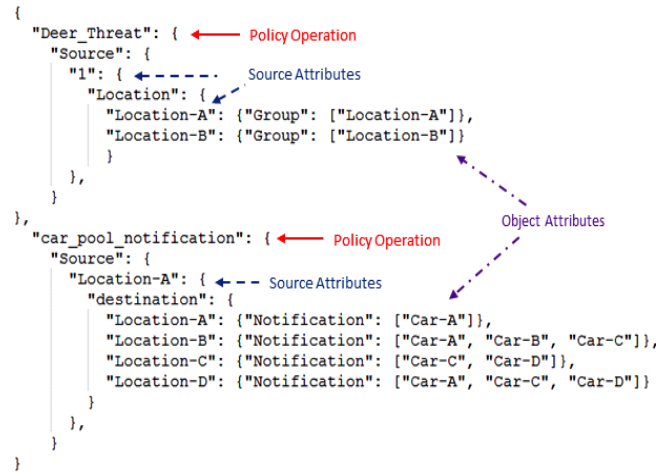 {
"Deer_Threat": { Policy Operation
"Source": {
"1": { Source Attributes
"Location": {
"Location-A": {"Group": ["Location-A"]},
"Location-B": {"Group": ["Location-B"]}
}
},
}
},
Object Attributes
"car_pool_notification": { Policy Operation
"Source": {
"Location-A": { Source Attributes
"destination": {
"Location-A": {"Notification": ["Car-A"]},
"Location-B": {"Notification": ["Car-A", "Car-B", "Car-C"]},
"Location-C": {"Notification": ["Car-C", "Car-D"]},
"Location-D": {"Notification": ["Car-A", "Car-C", "Car-D"]}
}
},
}
}